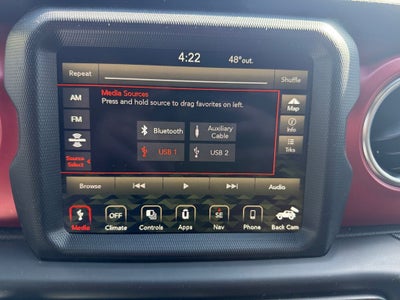 4:22 48°out.
Repeat Shuffle
Media Sources
Press and hold source to drag favorites on left.
AM
FM
Map
Info
Trks
Bluetooth Auxiliary Cable
USB 1 USB 2
Source Select
Browse Audio
OFF SE
Media Climate Controls Apps Nav Phone Back Cam